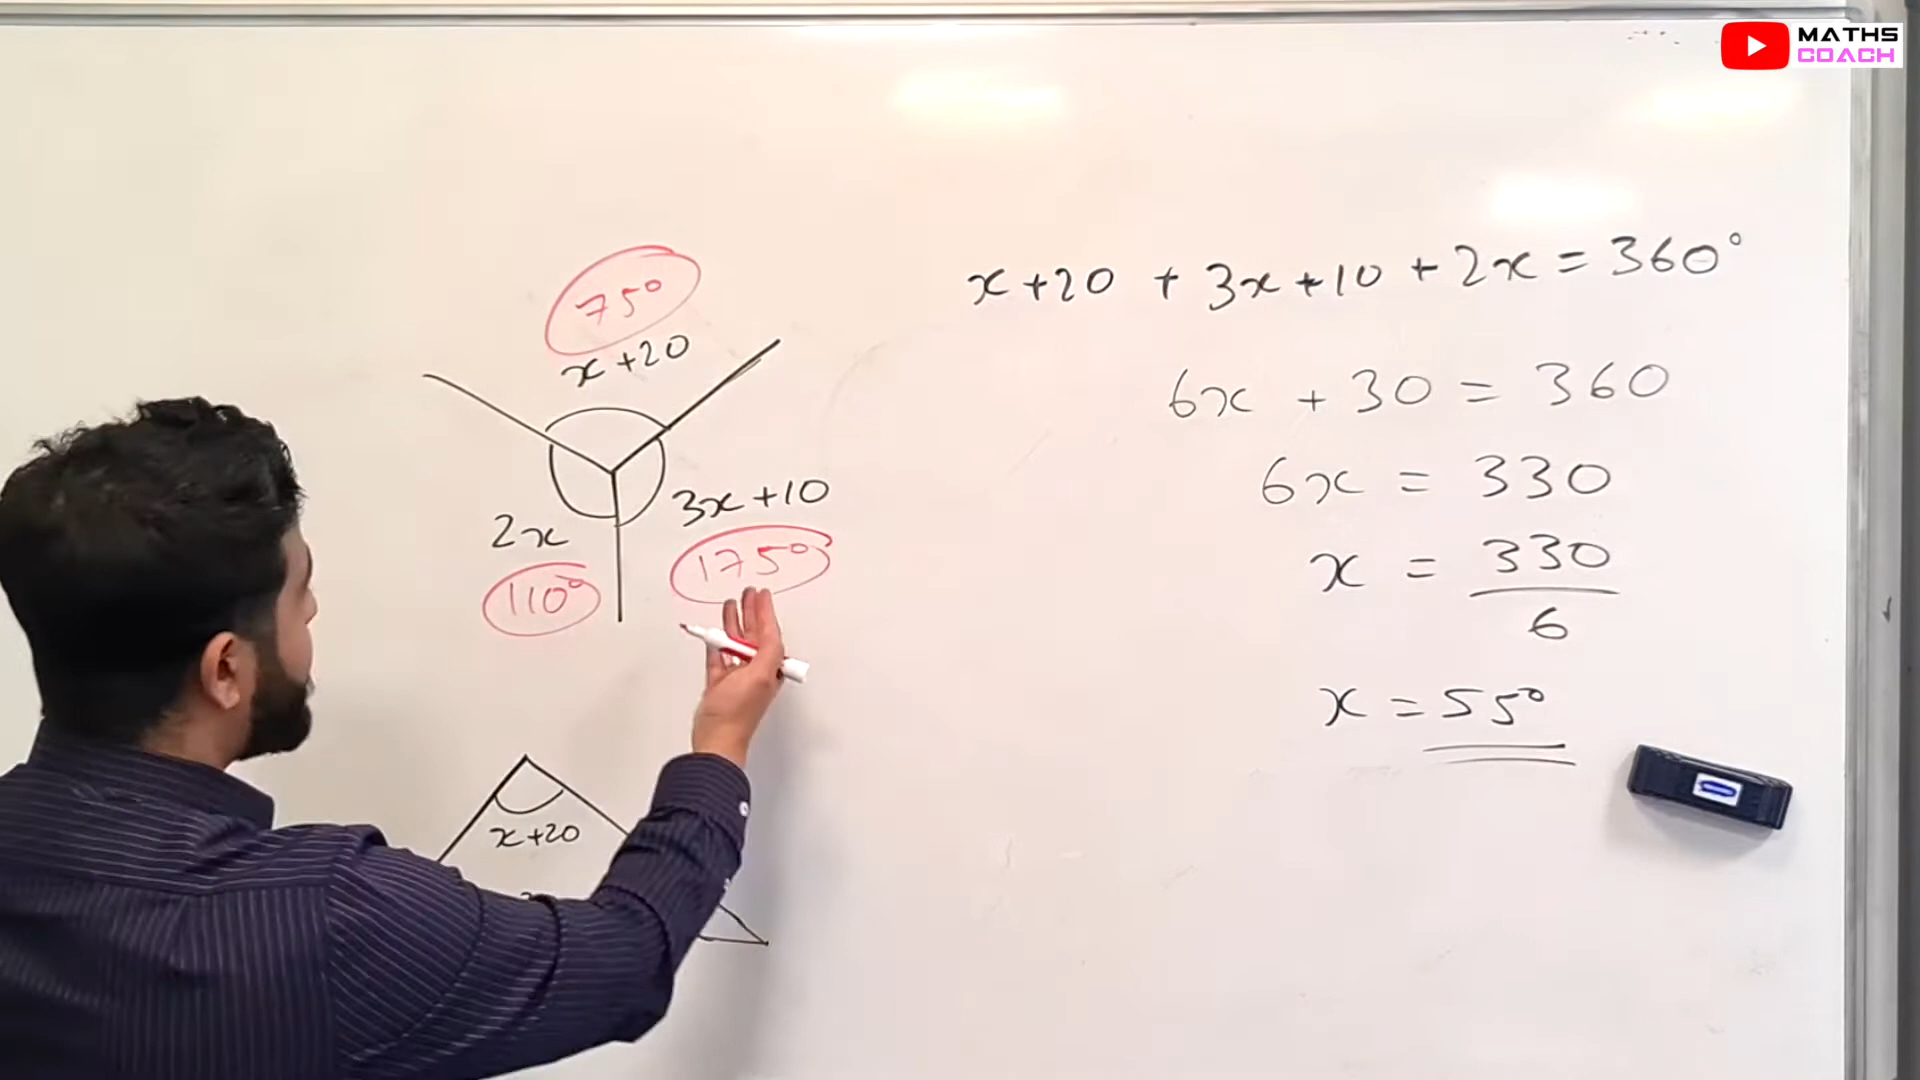 MATHS
COACH
75°
x+20
2x
3x+10
110°
175°
x+20
x+20 + 3x+10 + 2x = 360°
6x + 30 = 360
6x = 330
x = 330
6
x = 55°